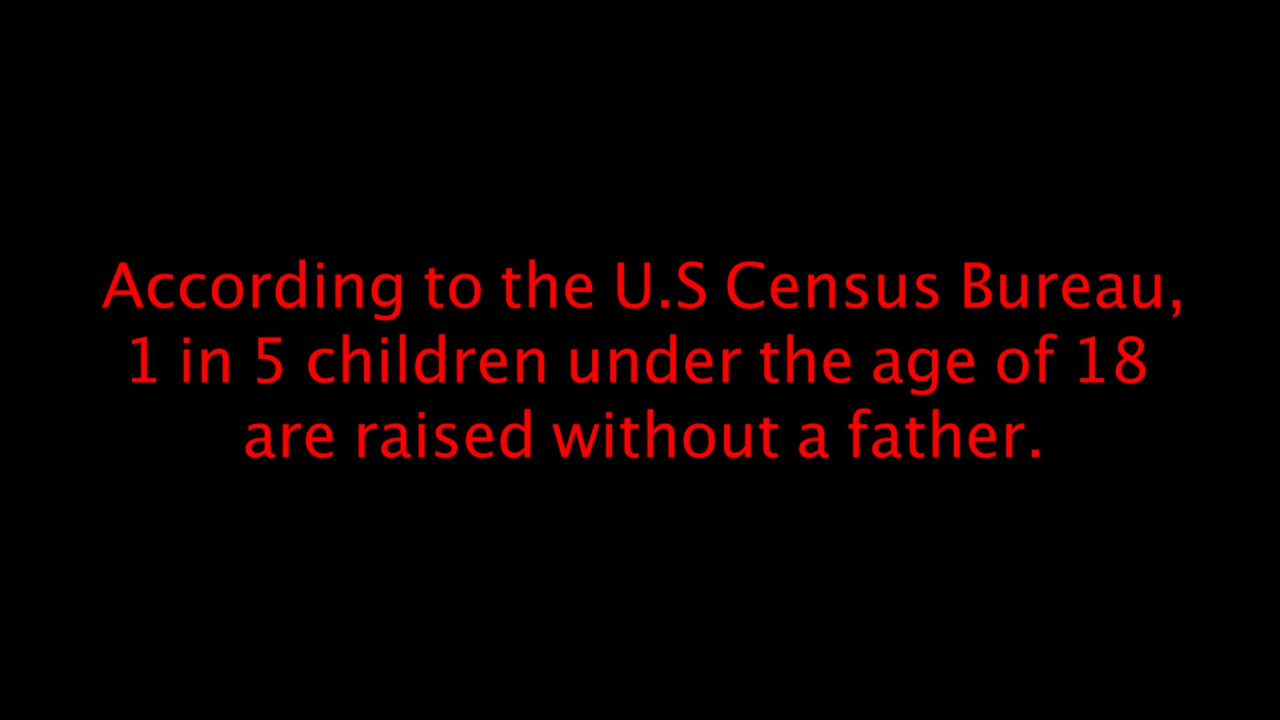 According to the U.S Census Bureau,
1 in 5 children under the age of 18
are raised without a father.